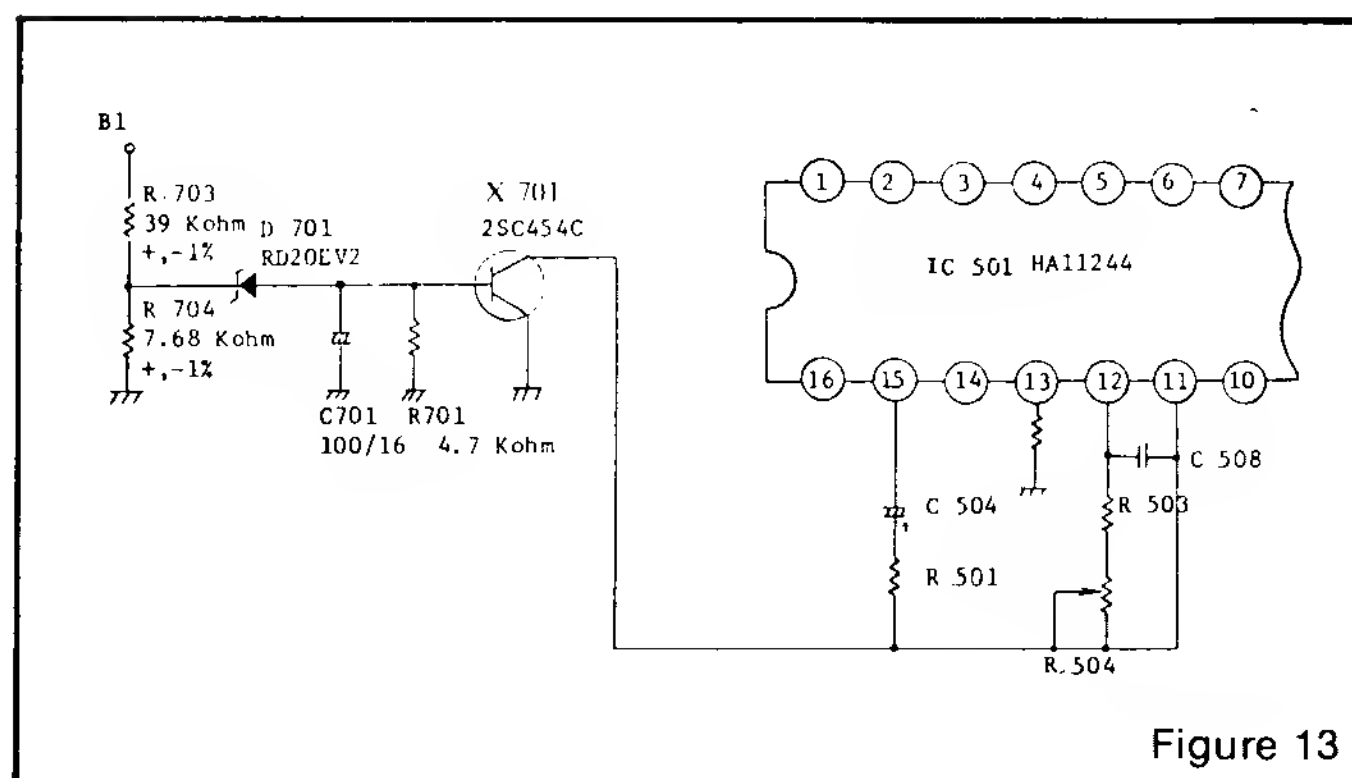 B1
R.703
39 Kohm
+,-1%
D 701
RD20EV2
R 704
7.68 Kohm
+,-1%
C701
100/16
R701
4.7 Kohm
X 701
2SC454C
1 2 3 4 5 6 7
IC 501 HA11244
16 15 14 13 12 11 10
C 508
C 504
R 503
R 501
R.504
Figure 13